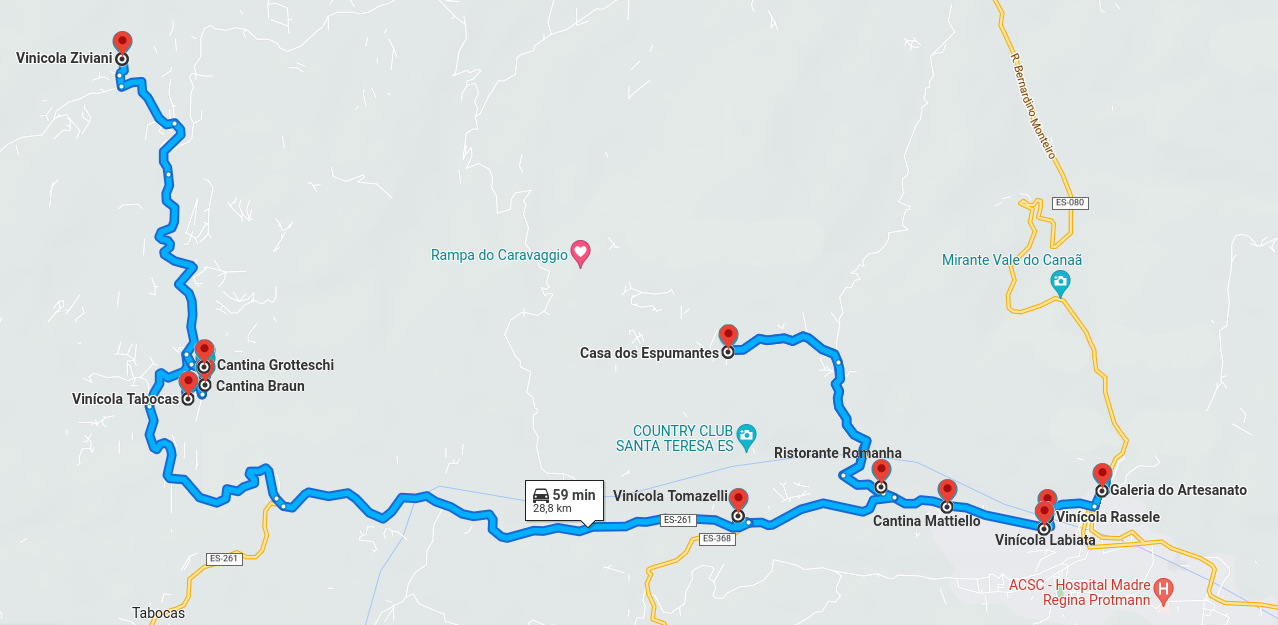 Vinicola Ziviani
R. Bernardino Monteiro
ES-080
Rampa do Caravaggio
Mirante Vale do Canaã
Casa dos Espumantes
Cantina Grotteschi
Cantina Braun
Vinícola Tabocas
COUNTRY CLUB
SANTA TERESA ES
Ristorante Romanha
59 min
28,8 km
Vinícola Tomazelli
Galeria do Artesanato
ES-261
Cantina Mattiello
Vinícola Rassele
ES-368
Vinícola Labiata
ES-261
ACSC - Hospital Madre
Regina Protmann
Tabocas